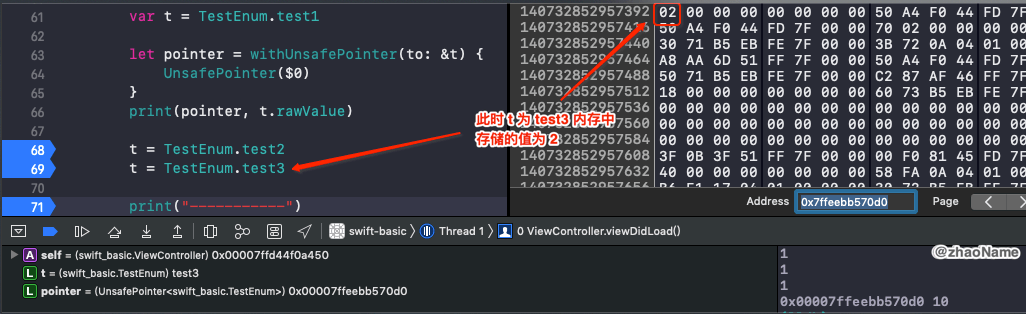 61 var t = TestEnum.test1
62
63 let pointer = withUnsafePointer(to: &t) {
64 UnsafePointer($0)
65 }
66 print(pointer, t.rawValue)
67
68 t = TestEnum.test2
69 t = TestEnum.test3
70
71 print("-----------")
此时 t 为 test3 内存中
存储的值为 2
140732852957392 02 00 00 00 00 00 00 00 50 A4 F0 44 FD 7F
140732852957416 50 A4 F0 44 FD 7F 00 00 70 02 00 00 00 00
140732852957440 30 71 B5 EB FE 7F 00 00 3B 72 0A 04 01 00
140732852957464 A8 AA 6D 51 FF 7F 00 00 50 A4 F0 44 FD 7F
140732852957488 50 71 B5 EB FE 7F 00 00 C2 87 AF 46 FF 7F
140732852957512 18 00 00 00 00 00 00 00 60 73 B5 EB FE 7F
140732852957536 00 00 00 00 00 00 00 00 00 00 00 00 00 00
140732852957560 00 00 00 00 00 00 00 00 00 00 00 00 00 00
140732852957584 00 00 00 00 00 00 00 00 00 00 00 00 00 00
140732852957608 3F 0B 3F 51 FF 7F 00 00 00 F0 81 45 FD 7F
140732852957632 40 00 00 00 00 00 00 00 58 FA 0A 04 01 00
Address 0x7ffeebb570d0 Page
swift-basic Thread 1 0 ViewController.viewDidLoad()
A self = (swift_basic.ViewController) 0x00007ffd44f0a450
L t = (swift_basic.TestEnum) test3
L pointer = (UnsafePointer<swift_basic.TestEnum>) 0x00007ffeebb570d0
@zhaoName
1
1
1
0x00007ffeebb570d0 10